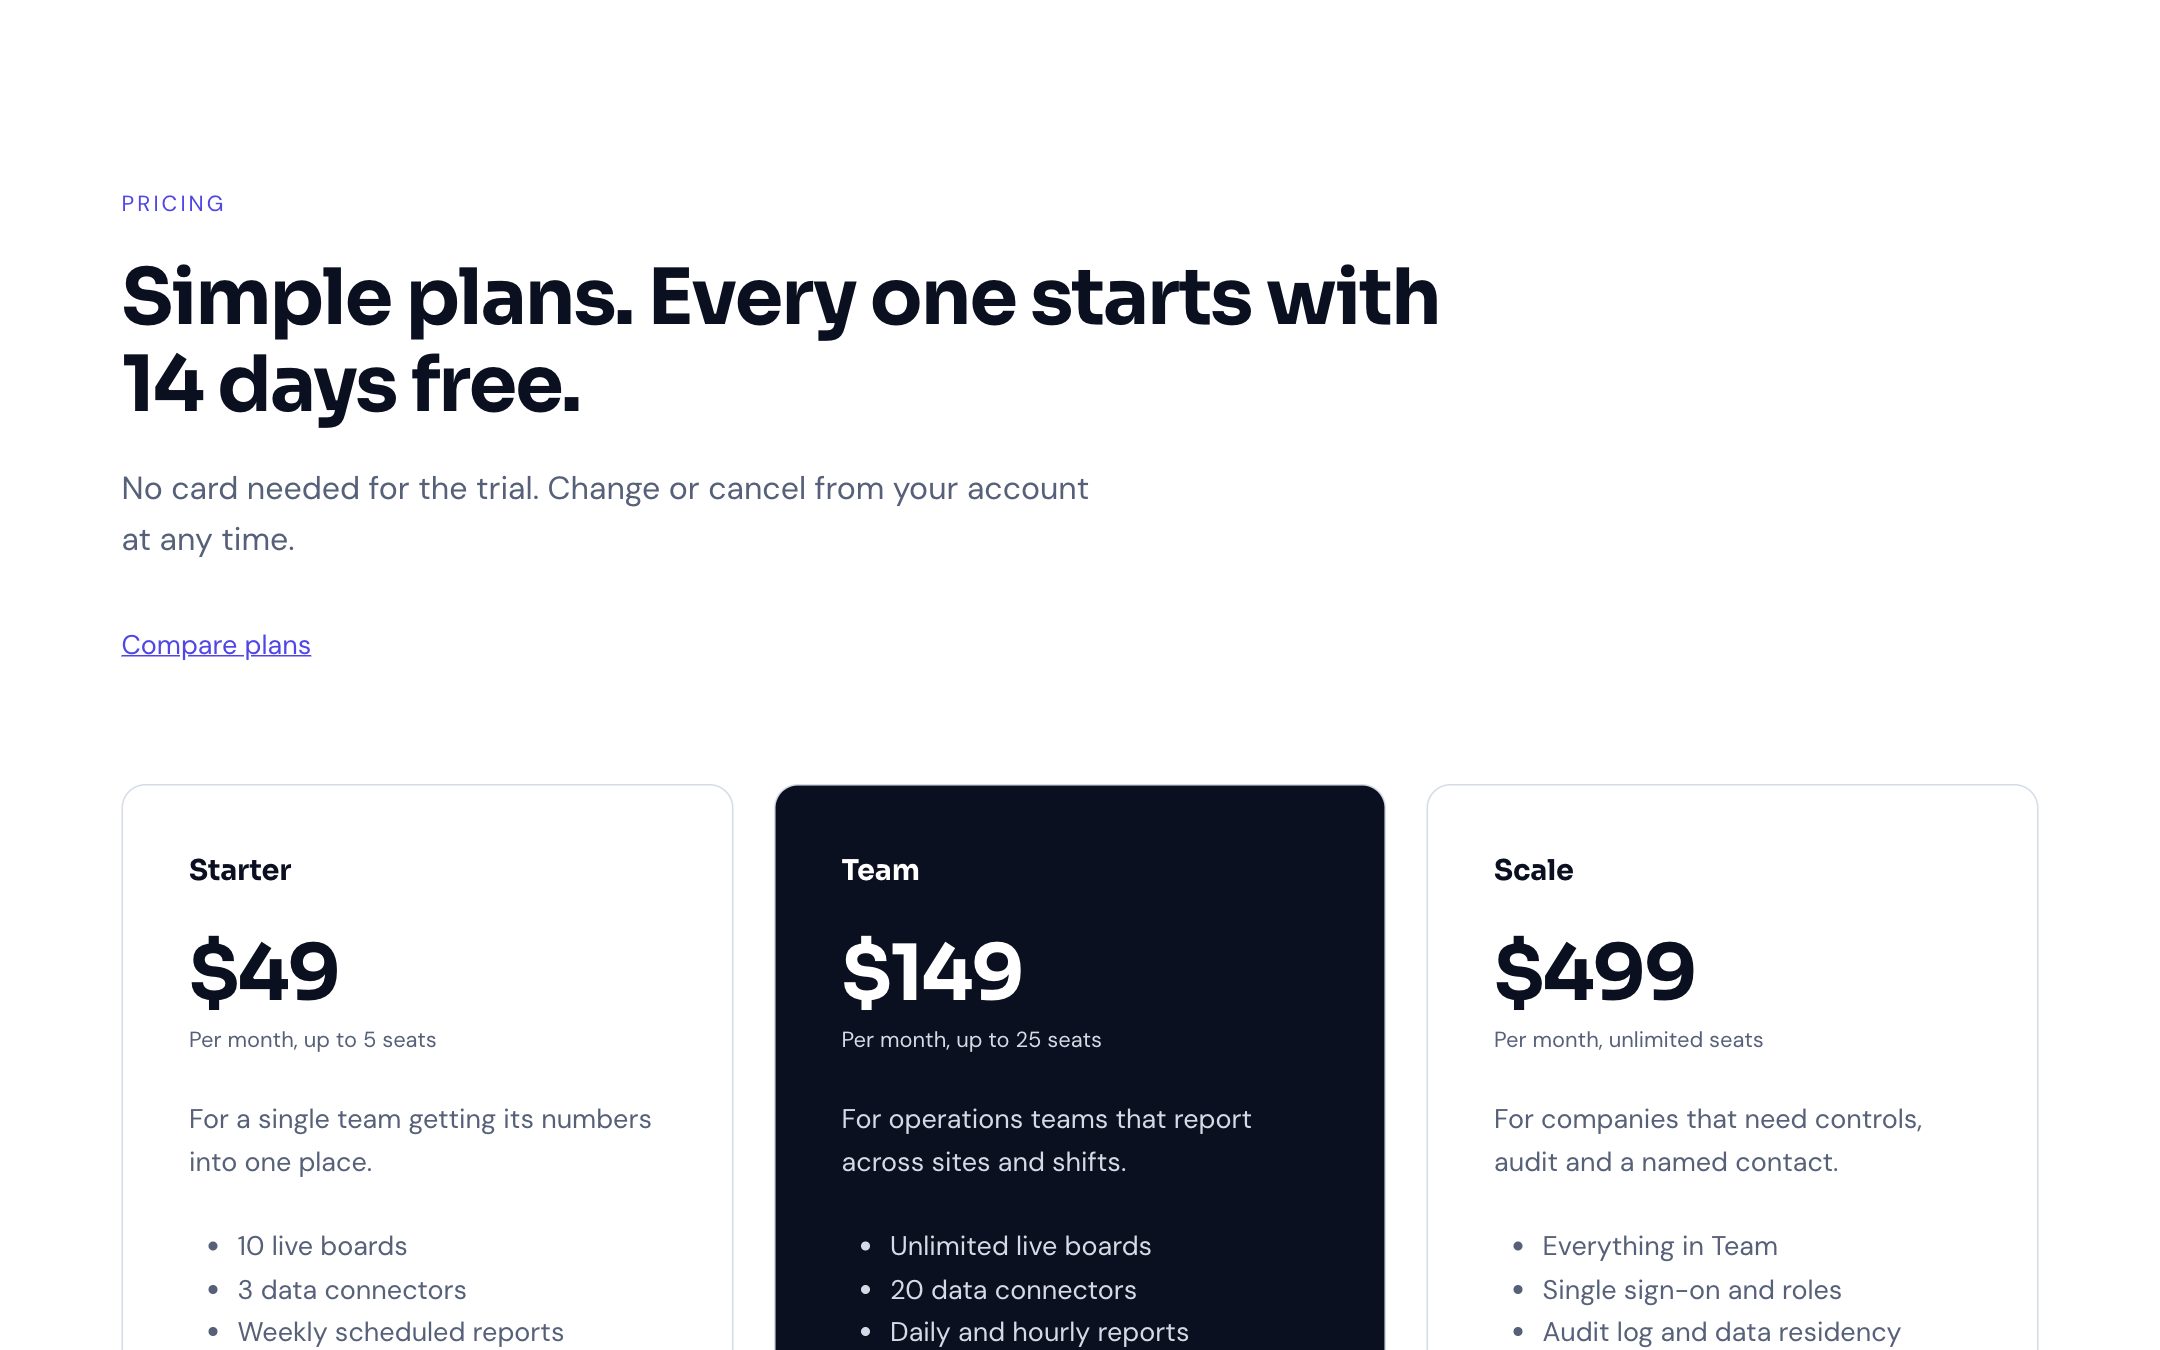 PRICING
Simple plans. Every one starts with
14 days free.
No card needed for the trial. Change or cancel from your account
at any time.
Compare plans
Starter
$49
Per month, up to 5 seats
For a single team getting its numbers
into one place.
10 live boards
3 data connectors
Weekly scheduled reports
Team
$149
Per month, up to 25 seats
For operations teams that report
across sites and shifts.
Unlimited live boards
20 data connectors
Daily and hourly reports
Scale
$499
Per month, unlimited seats
For companies that need controls,
audit and a named contact.
Everything in Team
Single sign-on and roles
Audit log and data residency